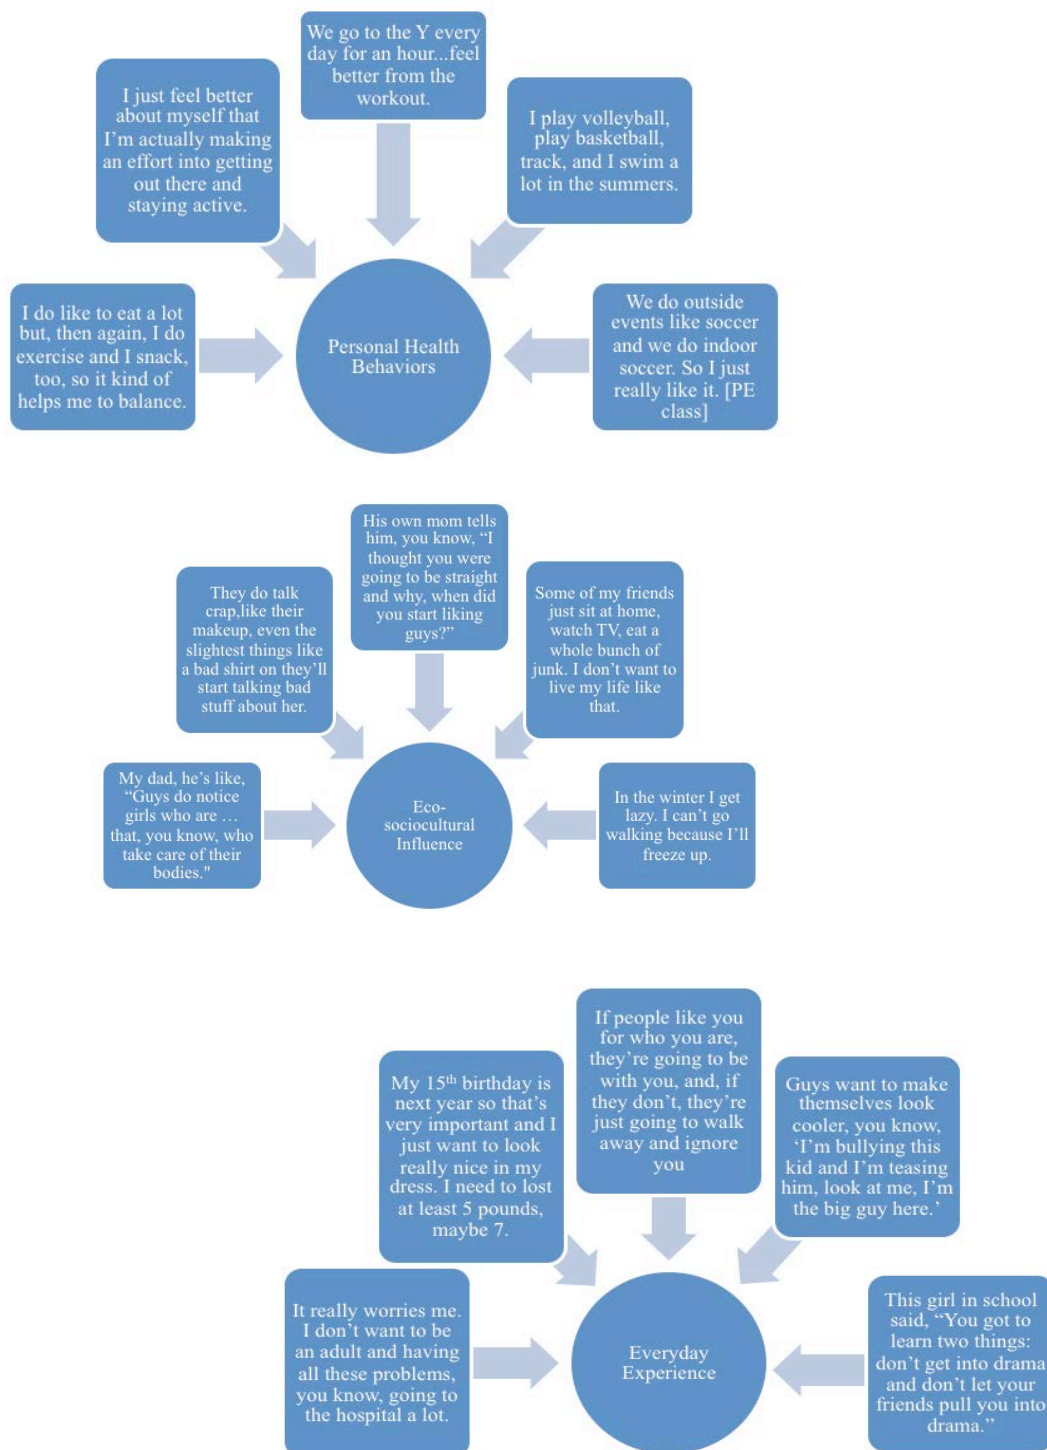 We go to the Y every
day for an hour...feel
better from the
workout.
I just feel better
about myself that
I’m actually making
an effort into getting
out there and
staying active.
I play volleyball,
play basketball,
track, and I swim a
lot in the summers.
I do like to eat a lot
but, then again, I do
exercise and I snack,
too, so it kind of
helps me to balance.
Personal Health
Behaviors
We do outside
events like soccer
and we do indoor
soccer. So I just
really like it. [PE
class]
His own mom tells
him, you know, “I
thought you were
going to be straight
and why, when did
you start liking
guys?”
They do talk
crap,like their
makeup, even the
slightest things like
a bad shirt on they’ll
start talking bad
stuff about her.
Some of my friends
just sit at home,
watch TV, eat a
whole bunch of
junk. I don’t want to
live my life like
that.
My dad, he’s like,
“Guys do notice
girls who are …
that, you know, who
take care of their
bodies."
Eco-
sociocultural
Influence
In the winter I get
lazy. I can’t go
walking because I’ll
freeze up.
If people like you
for who you are,
they’re going to be
with you, and, if
they don’t, they’re
just going to walk
away and ignore
you
My 15th birthday is
next year so that’s
very important and I
just want to look
really nice in my
dress. I need to lost
at least 5 pounds,
maybe 7.
Guys want to make
themselves look
cooler, you know,
‘I’m bullying this
kid and I’m teasing
him, look at me, I’m
the big guy here.’
It really worries me.
I don’t want to be
an adult and having
all these problems,
you know, going to
the hospital a lot.
Everyday
Experience
This girl in school
said, “You got to
learn two things:
don’t get into drama
and don’t let your
friends pull you into
drama.”